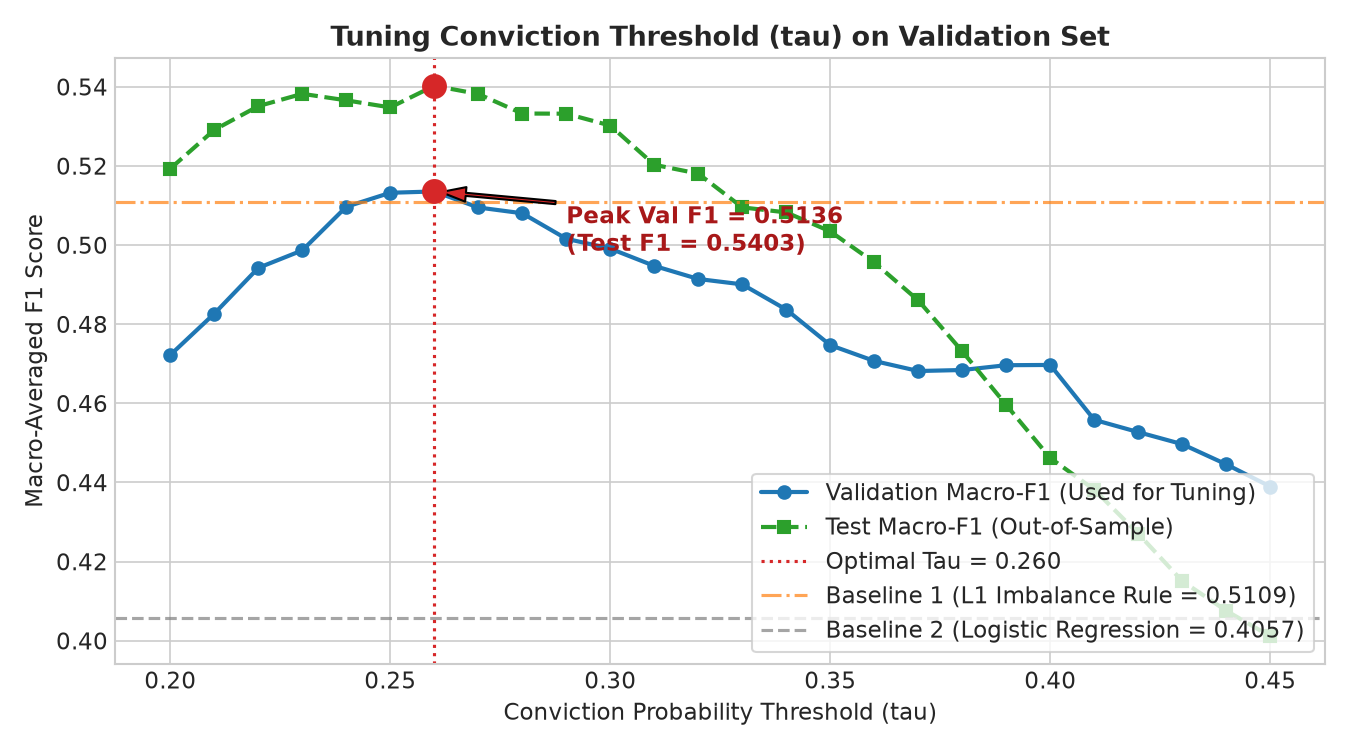 Tuning Conviction Threshold (tau) on Validation Set
Macro-Averaged F1 Score
0.54
0.52
0.50
0.48
0.46
0.44
0.42
0.40
Peak Val F1 = 0.5136
(Test F1 = 0.5403)
Validation Macro-F1 (Used for Tuning)
Test Macro-F1 (Out-of-Sample)
Optimal Tau = 0.260
Baseline 1 (L1 Imbalance Rule = 0.5109)
Baseline 2 (Logistic Regression = 0.4057)
0.20 0.25 0.30 0.35 0.40 0.45
Conviction Probability Threshold (tau)